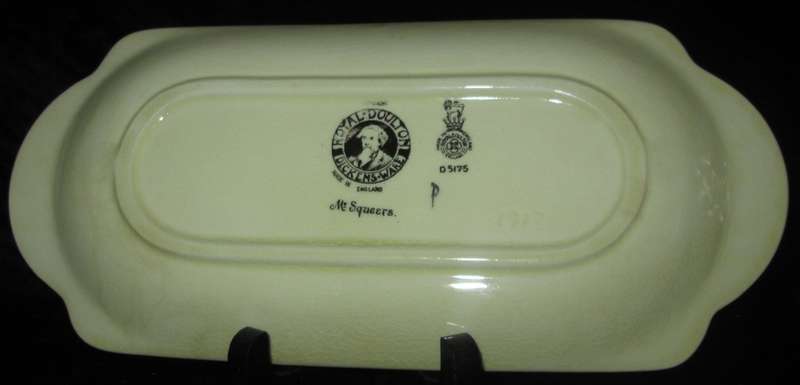 ROYAL·DOULTON
DICKENS-WARE
MADE IN
ENGLAND
Mr Squeers.
D5175
P